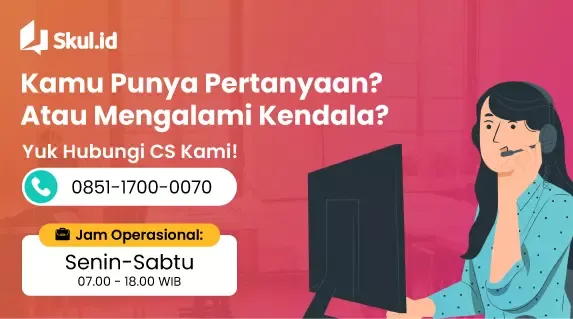 Skul.id
Kamu Punya Pertanyaan?
Atau Mengalami Kendala?
Yuk Hubungi CS Kami!
0851-1700-0070
Jam Operasional:
Senin-Sabtu
07.00 - 18.00 WIB